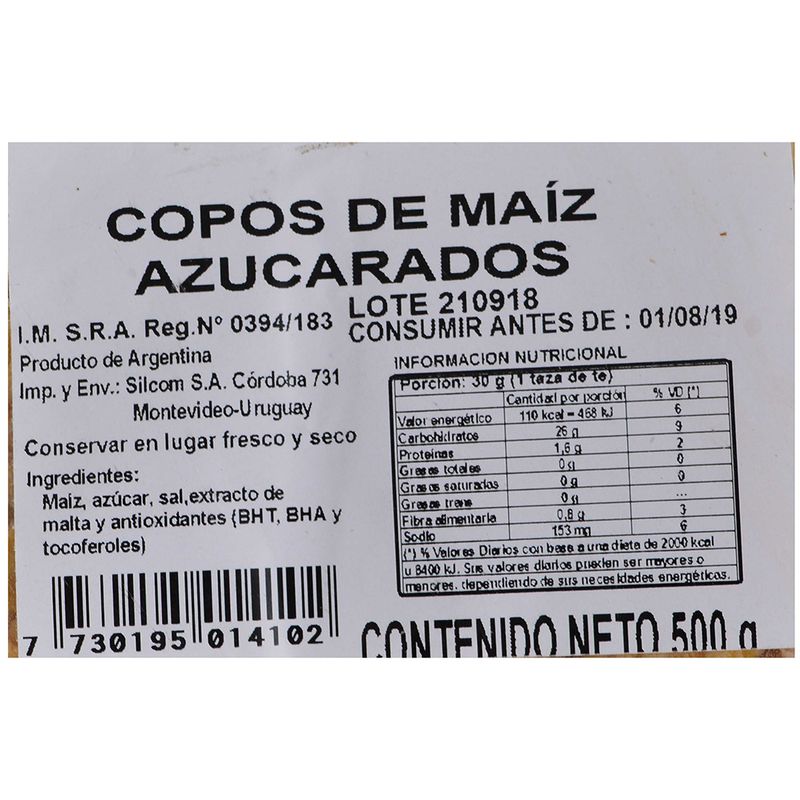 COPOS DE MAÍZ
AZUCARADOS
LOTE 210918
I.M. S.R.A. Reg.N° 0394/183
CONSUMIR ANTES DE : 01/08/19
Producto de Argentina
Imp. y Env.: Silcom S.A. Córdoba 731
Montevideo-Uruguay
Conservar en lugar fresco y seco
Ingredientes:
Maiz, azúcar, sal,extracto de
malta y antioxidantes (BHT, BHA y
tocoferoles)
7 730195 014102
INFORMACION NUTRICIONAL
Porción: 30 g (1 taza de te)
Cantidad por porción % VD (*)
Valor energético 110 kcal = 468 kJ 6
Carbohidratos 26 g 9
Proteínas 1,6 g 2
Grasas totales 0 g 0
Grasas saturadas 0 g 0
Grasas trans 0 g ...
Fibra alimentaria 0,8 g 3
Sodio 153 mg 6
(*) % Valores Diarios con base a una dieta de 2000 kcal
u 8400 kJ. Sus valores diarios pueden ser mayores o
menores, dependiendo de sus necesidades energéticas.
CONTENIDO NETO 500 g